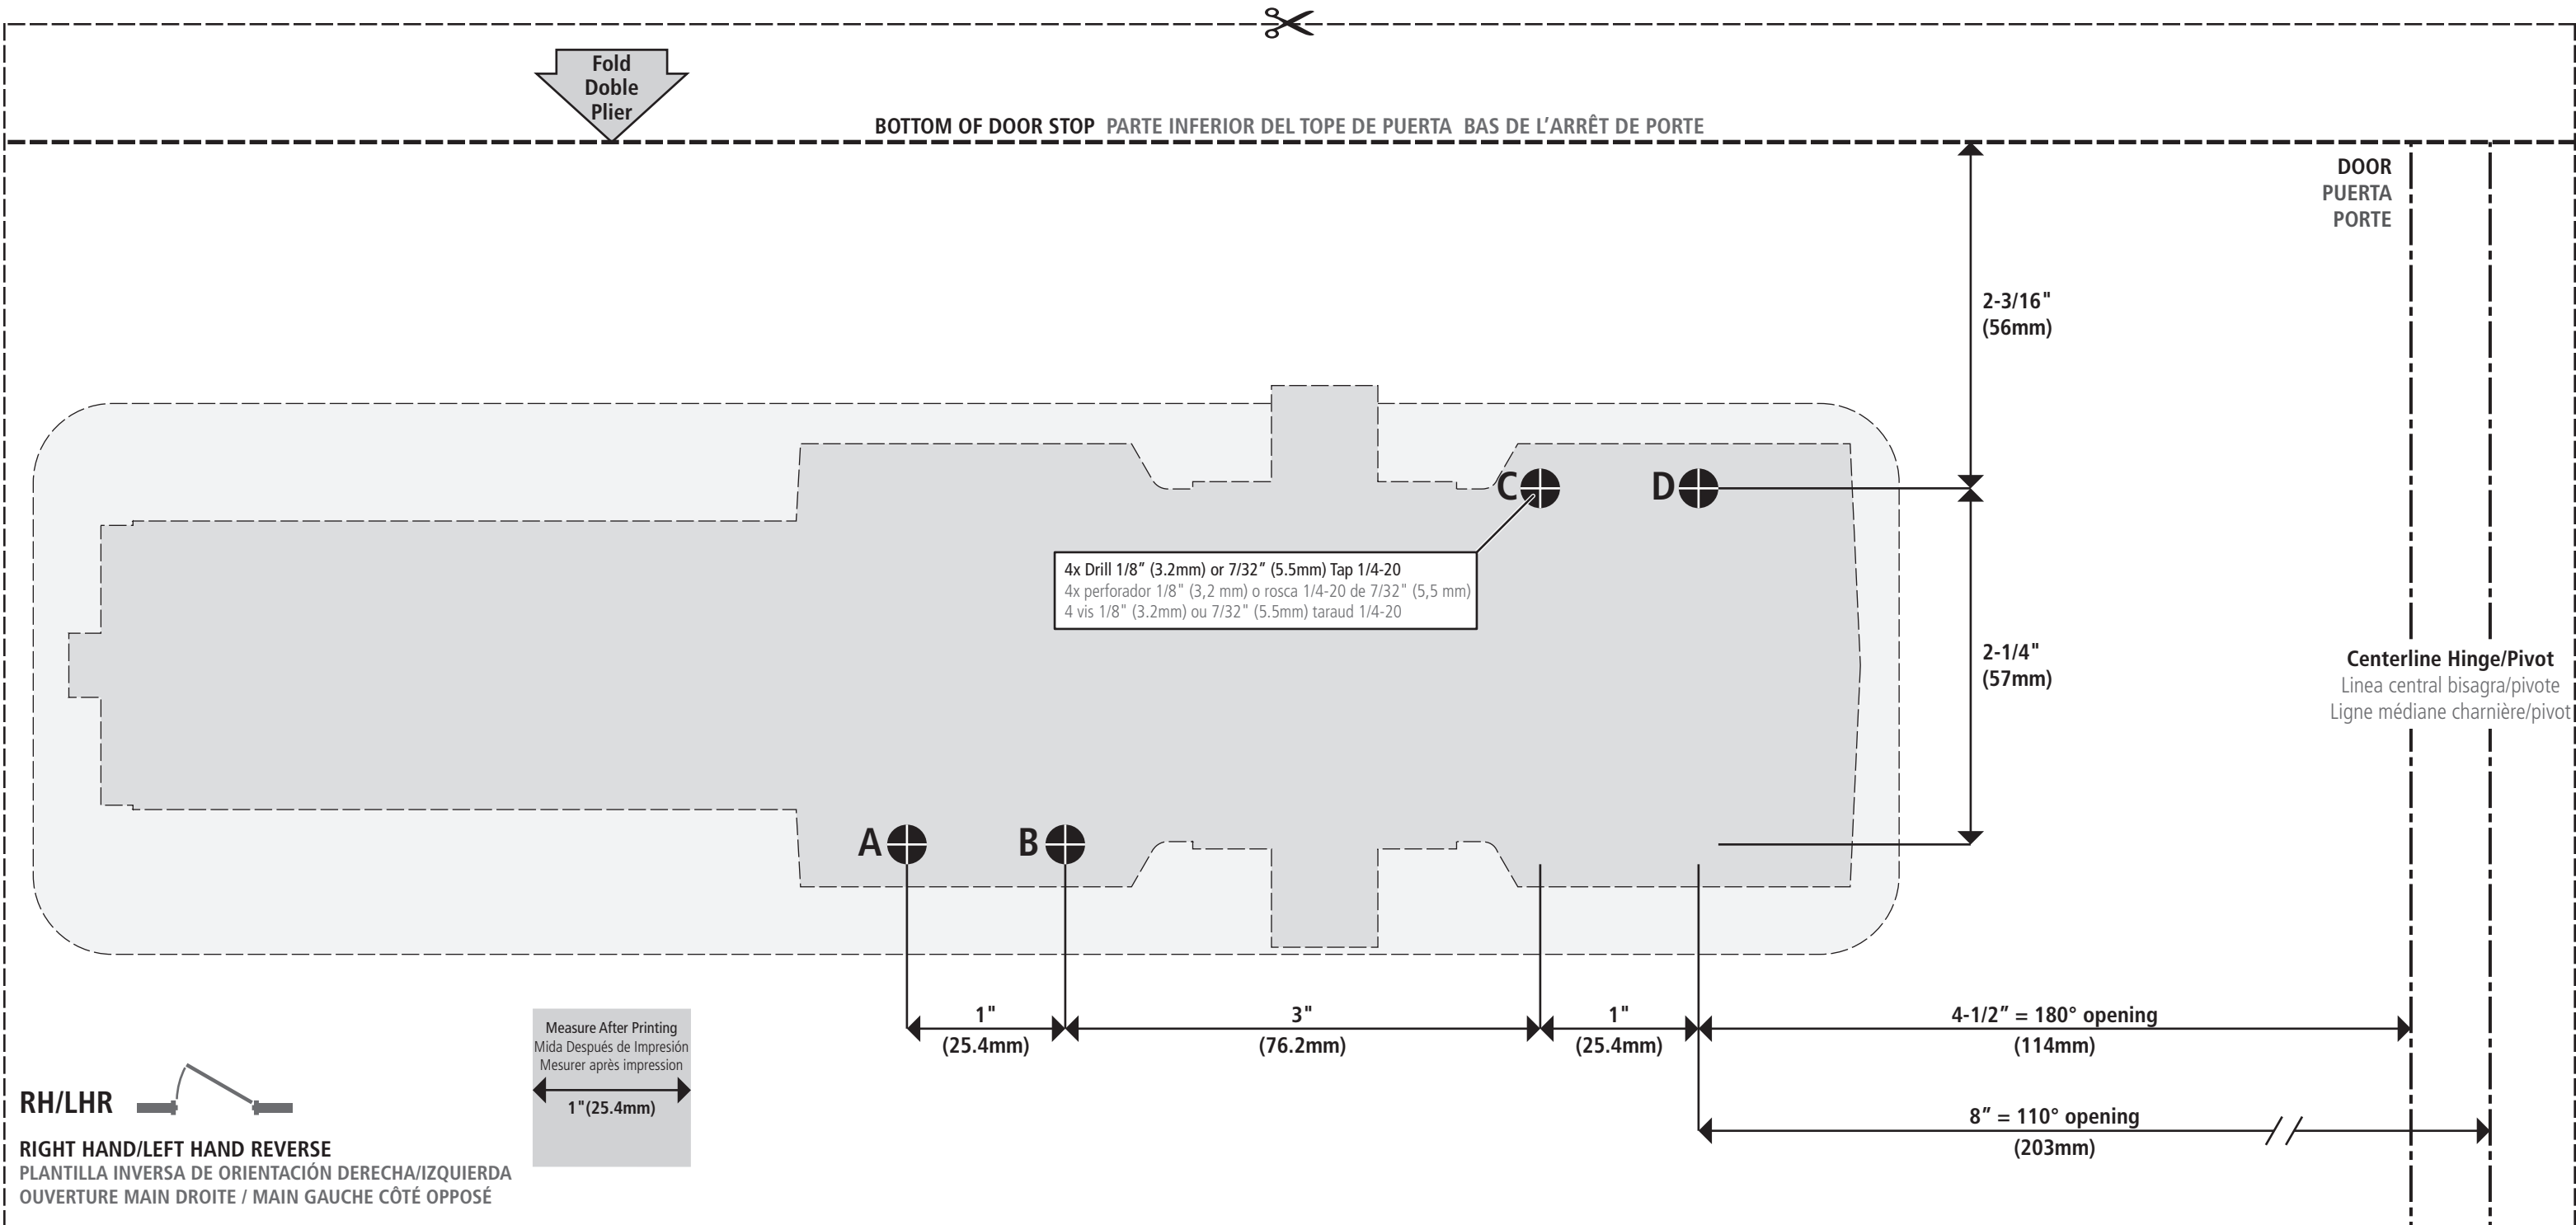 Fold
Doble
Plier
BOTTOM OF DOOR STOP PARTE INFERIOR DEL TOPE DE PUERTA BAS DE L’ARRÊT DE PORTE
DOOR
PUERTA
PORTE
2-3/16"
(56mm)
C
D
4x Drill 1/8” (3.2mm) or 7/32” (5.5mm) Tap 1/4-20
4x perforador 1/8" (3,2 mm) o rosca 1/4-20 de 7/32" (5,5 mm)
4 vis 1/8" (3.2mm) ou 7/32" (5.5mm) taraud 1/4-20
2-1/4"
(57mm)
Centerline Hinge/Pivot
Linea central bisagra/pivote
Ligne médiane charnière/pivot
A
B
1"
(25.4mm)
3"
(76.2mm)
1"
(25.4mm)
4-1/2” = 180° opening
(114mm)
8” = 110° opening
(203mm)
Measure After Printing
Mida Después de Impresión
Mesurer après impression
1"(25.4mm)
RH/LHR
RIGHT HAND/LEFT HAND REVERSE
PLANTILLA INVERSA DE ORIENTACIÓN DERECHA/IZQUIERDA
OUVERTURE MAIN DROITE / MAIN GAUCHE CÔTÉ OPPOSÉ